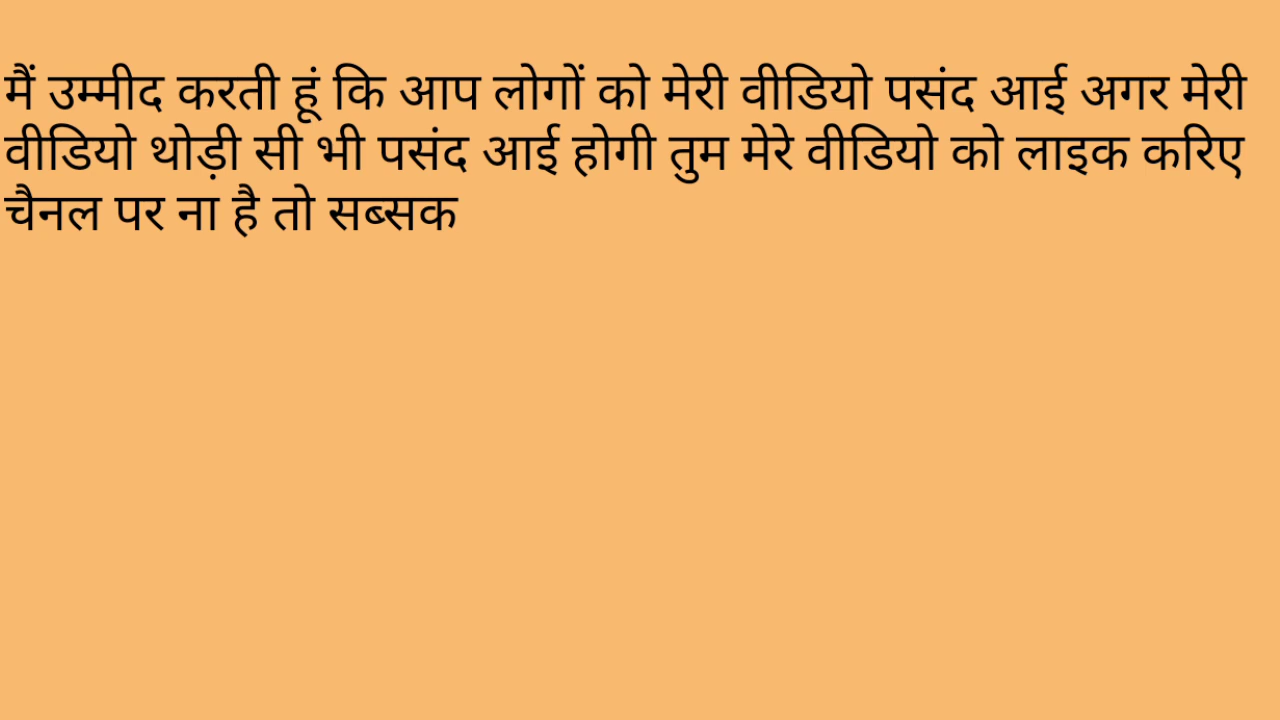 मैं उम्मीद करती हूं कि आप लोगों को मेरी वीडियो पसंद आई अगर मेरी
वीडियो थोड़ी सी भी पसंद आई होगी तुम मेरे वीडियो को लाइक करिए
चैनल पर ना है तो सब्सक